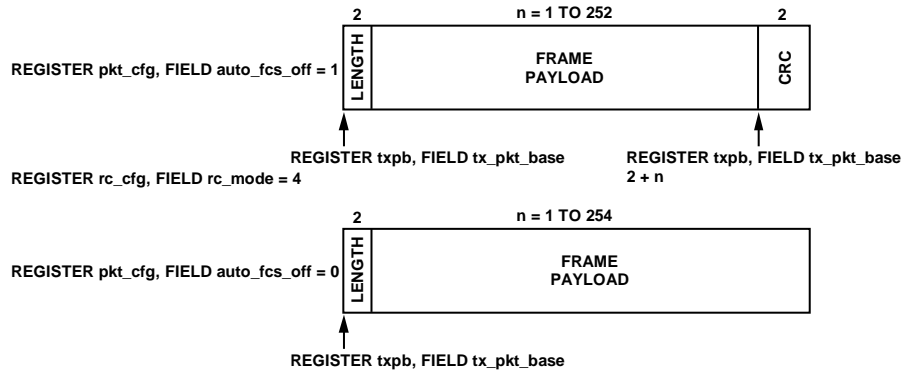 2
n = 1 TO 252
2
REGISTER pkt_cfg, FIELD auto_fcs_off = 1
LENGTH
FRAME
PAYLOAD
CRC
REGISTER txpb, FIELD tx_pkt_base
REGISTER txpb, FIELD tx_pkt_base
2 + n
REGISTER rc_cfg, FIELD rc_mode = 4
2
n = 1 TO 254
REGISTER pkt_cfg, FIELD auto_fcs_off = 0
LENGTH
FRAME
PAYLOAD
REGISTER txpb, FIELD tx_pkt_base